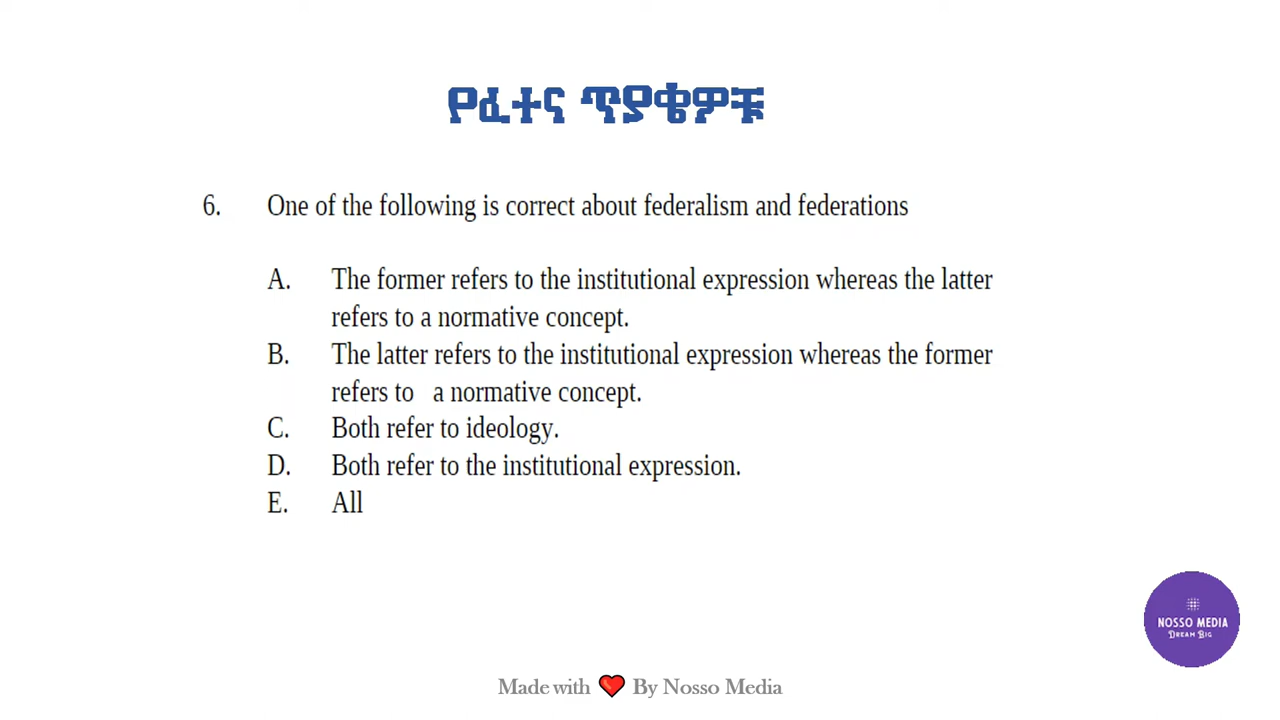 የፈተና ጥያቄዎቹ
6. One of the following is correct about federalism and federations
A. The former refers to the institutional expression whereas the latter
refers to a normative concept.
B. The latter refers to the institutional expression whereas the former
refers to a normative concept.
C. Both refer to ideology.
D. Both refer to the institutional expression.
E. All
NOSSO MEDIA
DREAM BIG
Made with ❤️ By Nosso Media